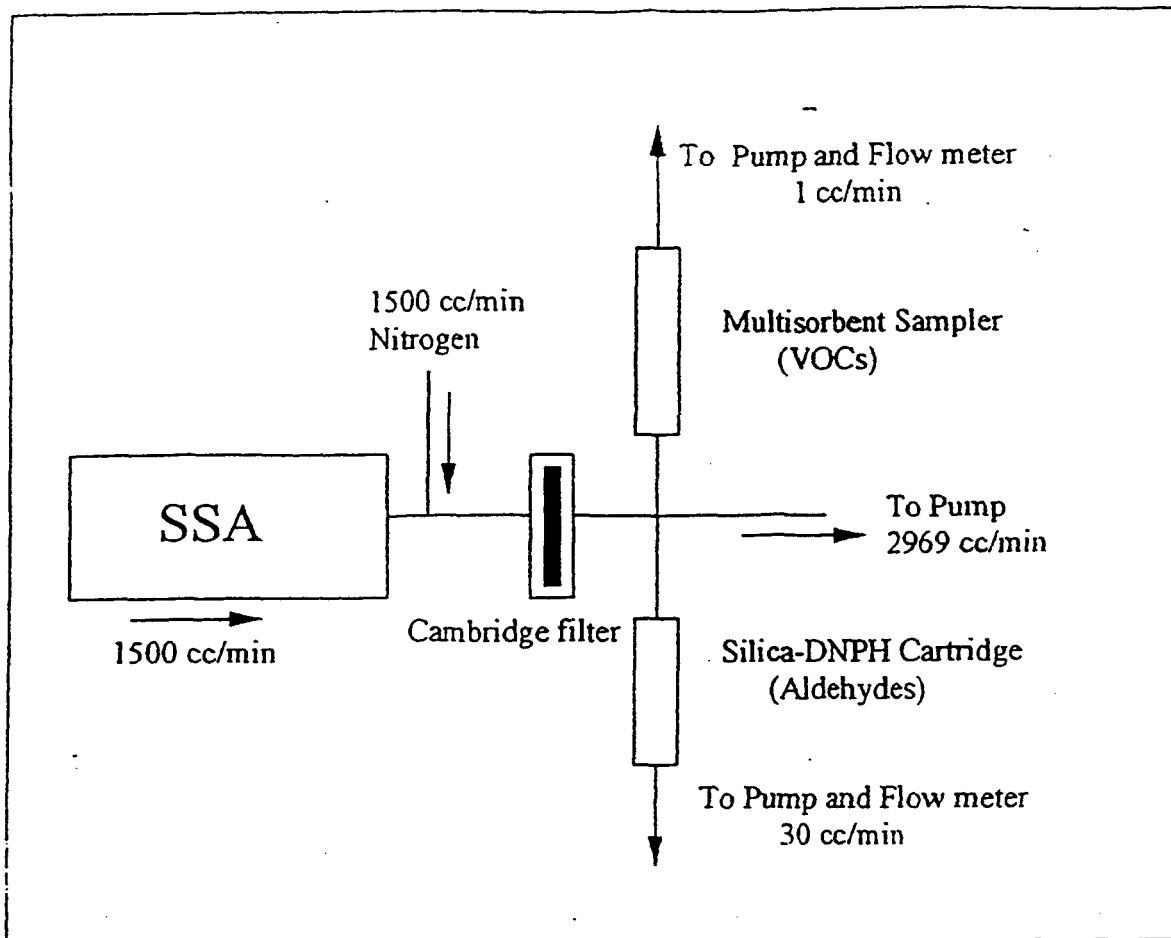 To Pump and Flow meter
1 cc/min
1500 cc/min
Nitrogen
Multisorbent Sampler
(VOCs)
SSA
To Pump
2969 cc/min
Cambridge filter
1500 cc/min
Silica-DNPH Cartridge
(Aldehydes)
To Pump and Flow meter
30 cc/min